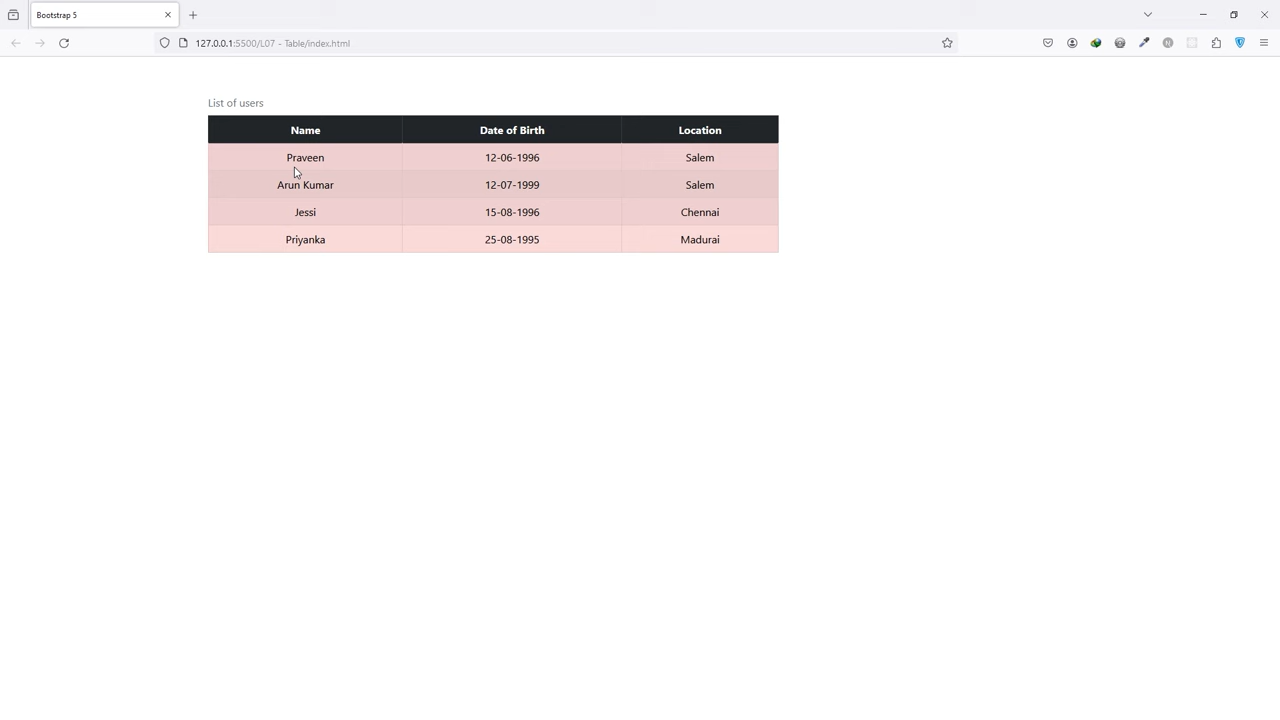 Bootstrap 5
127.0.0.1:5500/L07 - Table/index.html
List of users
Name Date of Birth Location
Praveen 12-06-1996 Salem
Arun Kumar 12-07-1999 Salem
Jessi 15-08-1996 Chennai
Priyanka 25-08-1995 Madurai